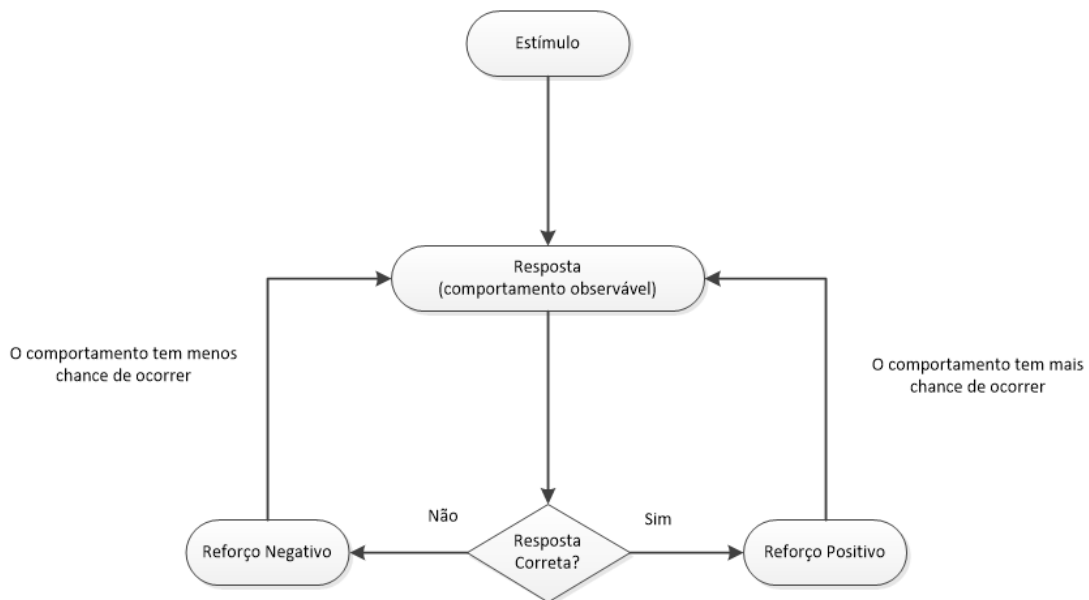 Estímulo
Resposta
(comportamento observável)
O comportamento tem menos
chance de ocorrer
O comportamento tem mais
chance de ocorrer
Não
Sim
Reforço Negativo
Resposta
Correta?
Reforço Positivo